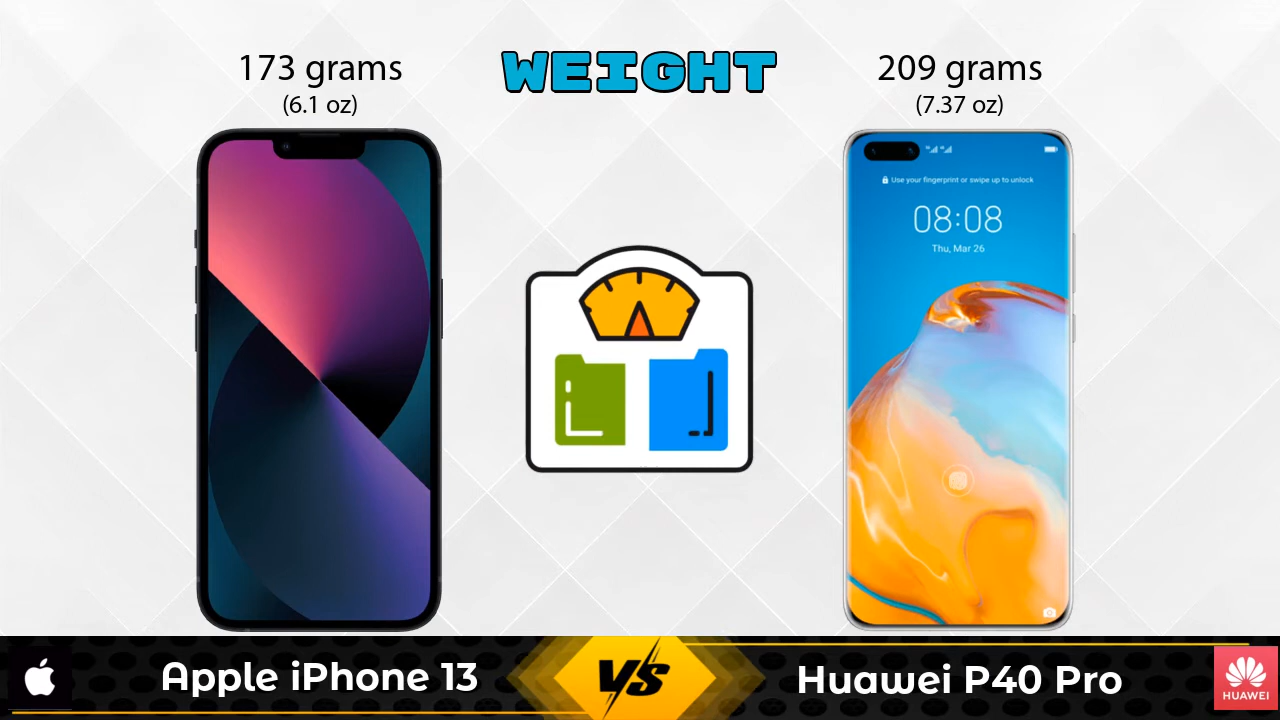 WEIGHT
173 grams
(6.1 oz)
209 grams
(7.37 oz)
Use your fingerprint or swipe up to unlock
08:08
Thu, Mar 26
Apple iPhone 13
VS
Huawei P40 Pro
HUAWEI